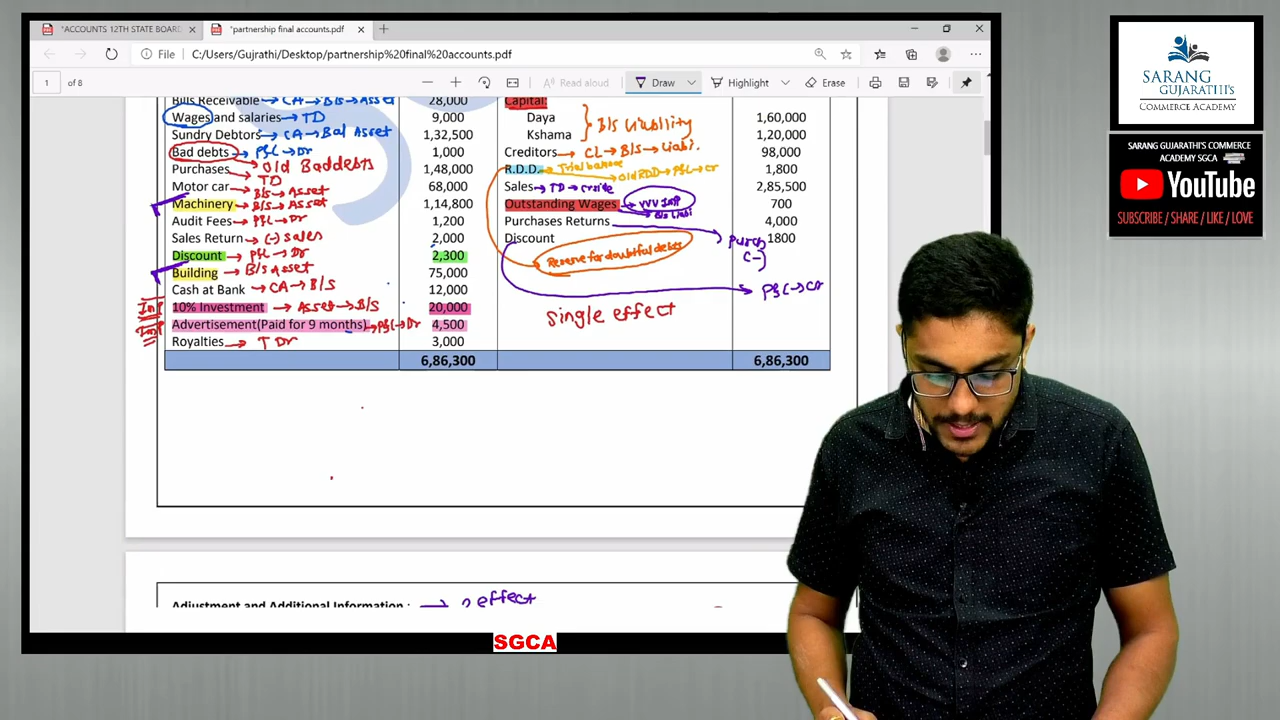 "ACCOUNTS 12TH STATE BOARD
"partnership final accounts.pdf
File C:/Users/Gujrathi/Desktop/partnership%20final%20accounts.pdf
1 of 8 Read aloud Draw Highlight Erase
Bills Receivable → CA → B/S → Asset 28,000 Capital:
Wages and salaries → TD 9,000 Daya 1,60,000
B/S Liability
Sundry Debtors → CA → Bal Asset 1,32,500 Kshama 1,20,000
Bad debts → P&L → Dr 1,000 Creditors → CL → B/S → Liabi. 98,000
Purchases → Old Baddebts 1,48,000 R.D.D. → Trial balance 1,800
TD → Old RDD → P&L → Cr
Motor car → B/S → Asset 68,000 Sales → TD → credite 2,85,500
Machinery → B/S → Asset 1,14,800 Outstanding Wages → VVV IMP 700
B/S Liabi
Audit Fees → P&L → Dr 1,200 Purchases Returns 4,000
Sales Return → (-) Sales 2,000 Discount 1800
Purch
(-)
Discount → P&L → Dr 2,300
Reserve for doubtful debts
Building → B/S Asset 75,000
Cash at Bank → CA → B/S 12,000
P&L → Cr
10% Investment → Asset → B/S 20,000
Imp
single effect
Advertisement(Paid for 9 months) → P&L → Dr 4,500
Imp
Royalties → T Dr 3,000
6,86,300 6,86,300
Adjustment and Additional Information : → 2 effect
SGCA
SARANG
GUJARATHI'S
COMMERCE ACADEMY
SARANG GUJARATHI'S COMMERCE
ACADEMY SGCA
YouTube
SUBSCRIBE / SHARE / LIKE / LOVE